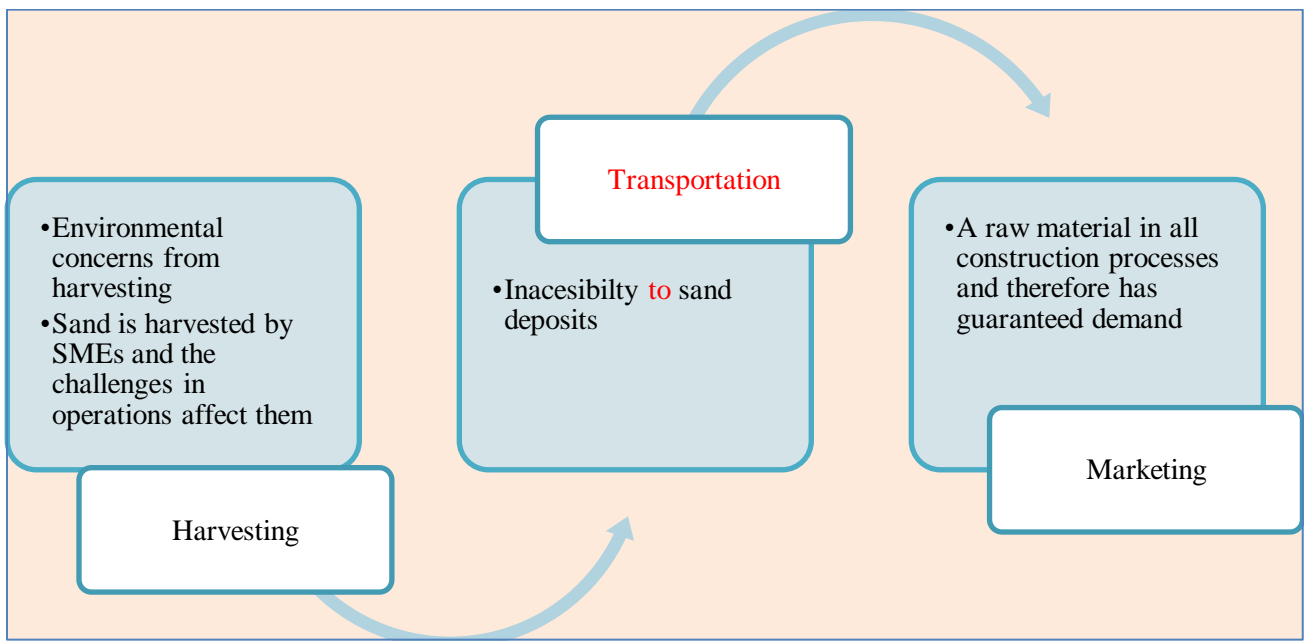 •Environmental
concerns from
harvesting
•Sand is harvested by
SMEs and the
challenges in
operations affect them
Harvesting
Transportation
•Inacesibilty to sand
deposits
•A raw material in all
construction processes
and therefore has
guaranteed demand
Marketing